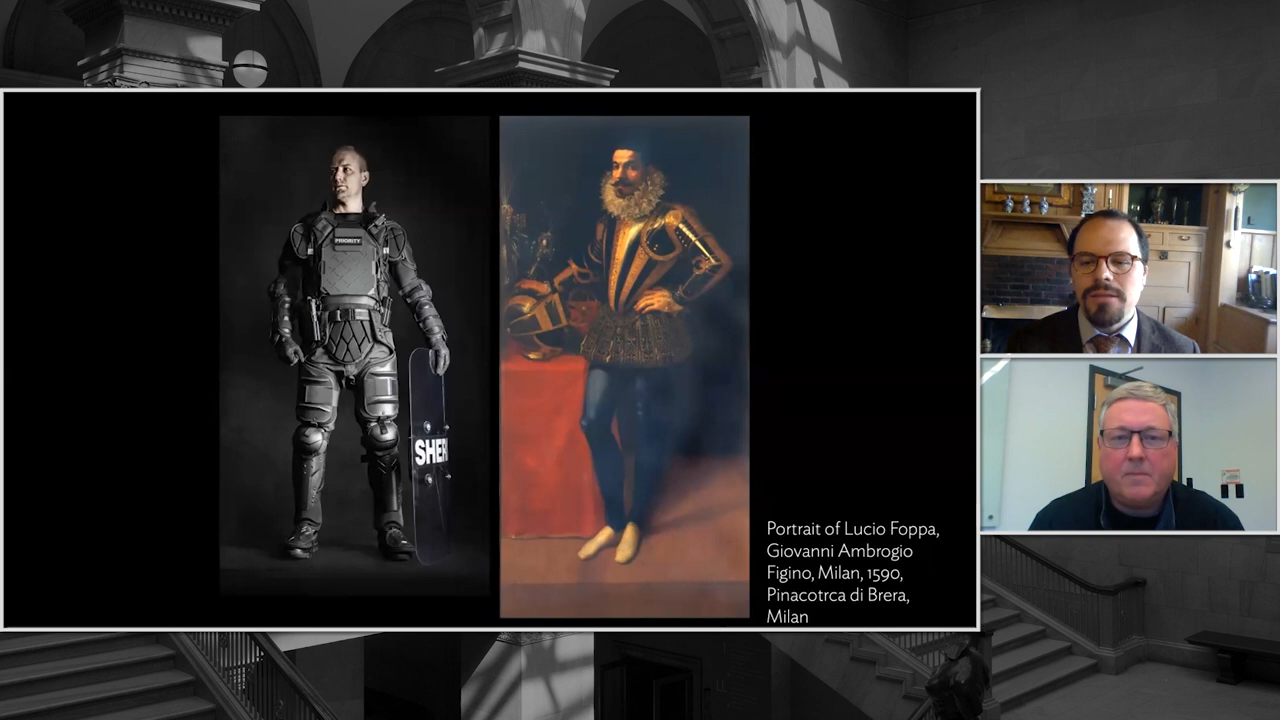 PRIORITY
SHER
Portrait of Lucio Foppa,
Giovanni Ambrogio
Figino, Milan, 1590,
Pinacotrca di Brera,
Milan